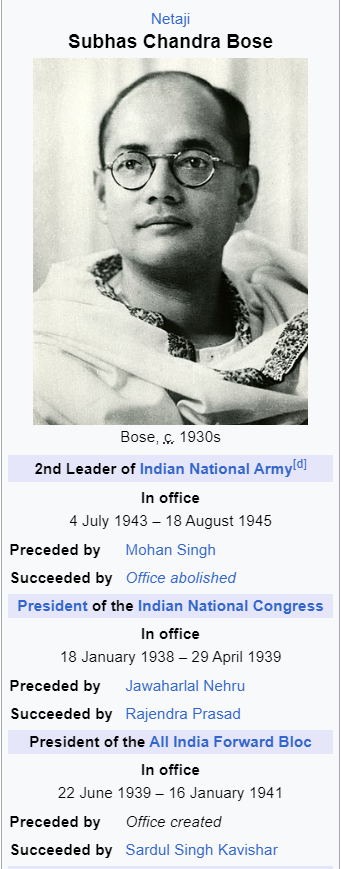 Netaji
Subhas Chandra Bose
Bose, c. 1930s
2nd Leader of Indian National Army[d]
In office
4 July 1943 – 18 August 1945
Preceded by Mohan Singh
Succeeded by Office abolished
President of the Indian National Congress
In office
18 January 1938 – 29 April 1939
Preceded by Jawaharlal Nehru
Succeeded by Rajendra Prasad
President of the All India Forward Bloc
In office
22 June 1939 – 16 January 1941
Preceded by Office created
Succeeded by Sardul Singh Kavishar